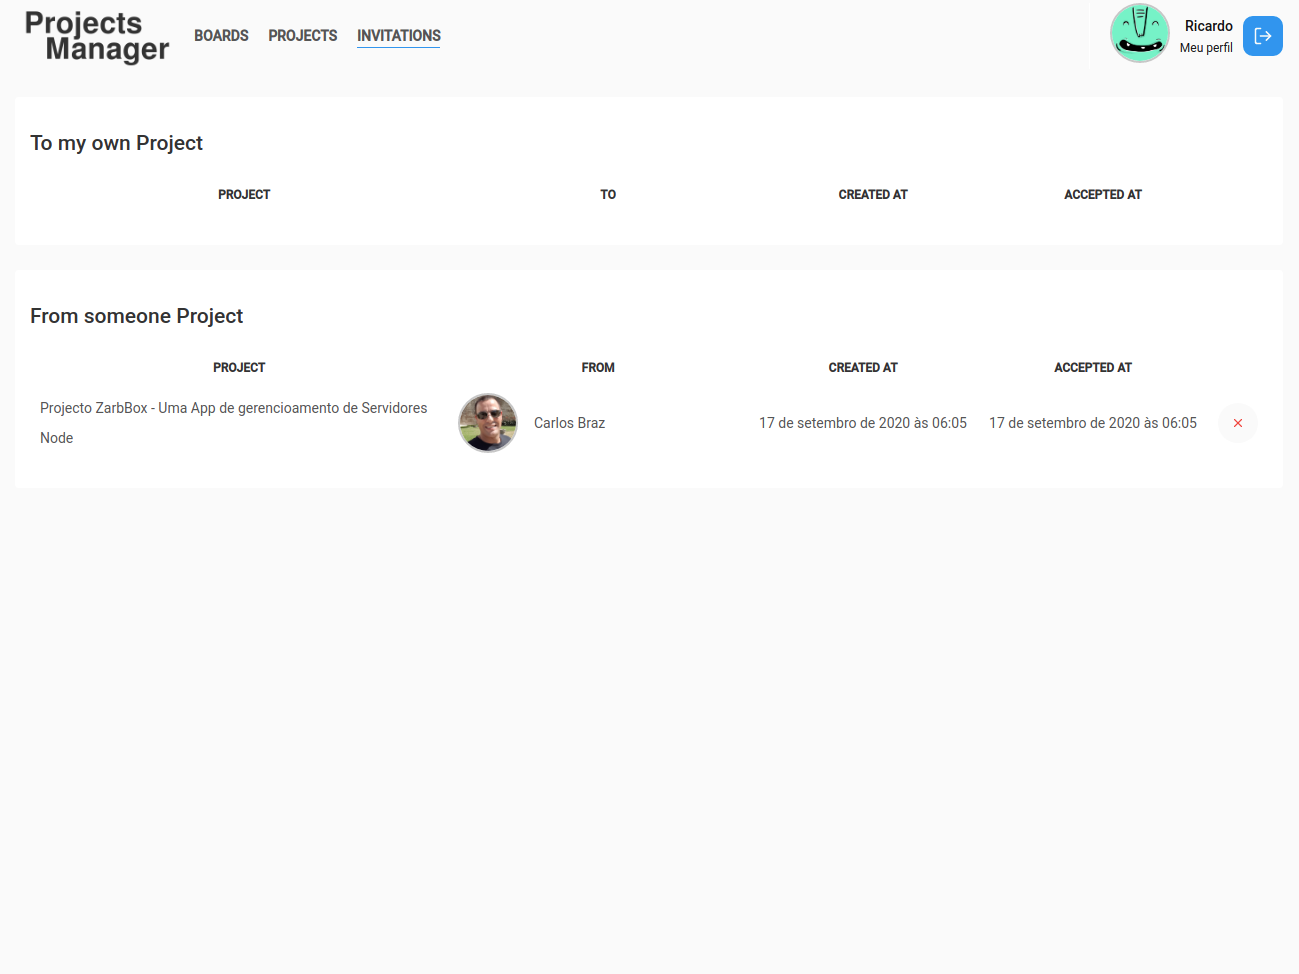 Projects
Manager
BOARDS PROJECTS INVITATIONS
Ricardo
Meu perfil
To my own Project
PROJECT TO CREATED AT ACCEPTED AT
From someone Project
PROJECT FROM CREATED AT ACCEPTED AT
Projecto ZarbBox - Uma App de gerencioamento de Servidores
Node
Carlos Braz
17 de setembro de 2020 às 06:05
17 de setembro de 2020 às 06:05